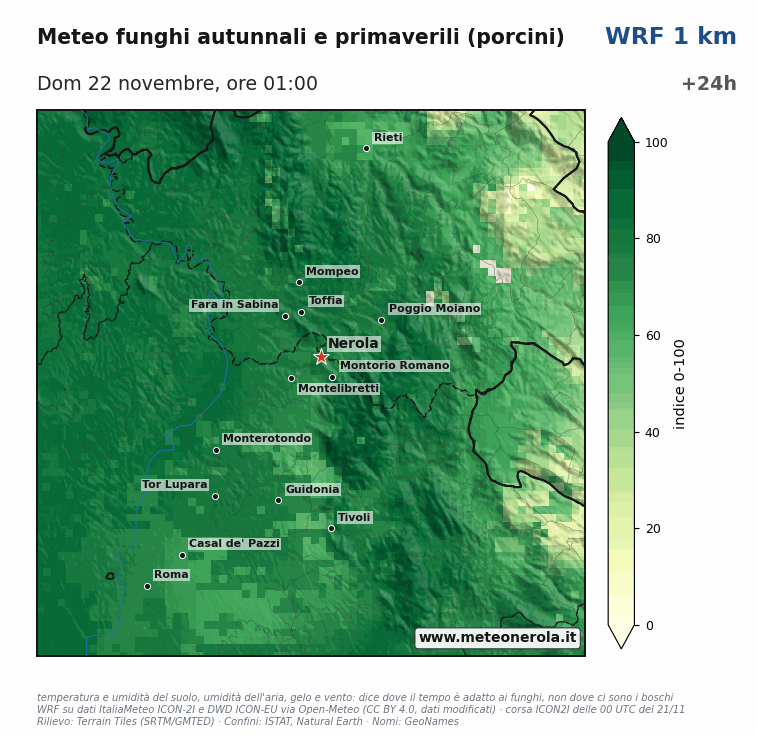 Meteo funghi autunnali e primaverili (porcini)
WRF 1 km
Dom 22 novembre, ore 01:00
+24h
Rieti
Mompeo
Toffia
Fara in Sabina
Poggio Moiano
Nerola
Montorio Romano
Montelibretti
Monterotondo
Tor Lupara
Guidonia
Tivoli
Casal de' Pazzi
Roma
www.meteonerola.it
100
80
60
40
20
0
indice 0-100
temperatura e umidità del suolo, umidità dell'aria, gelo e vento: dice dove il tempo è adatto ai funghi, non dove ci sono i boschi
WRF su dati ItaliaMeteo ICON-2I e DWD ICON-EU via Open-Meteo (CC BY 4.0, dati modificati) · corsa ICON2I delle 00 UTC del 21/11
Rilievo: Terrain Tiles (SRTM/GMTED) · Confini: ISTAT, Natural Earth · Nomi: GeoNames